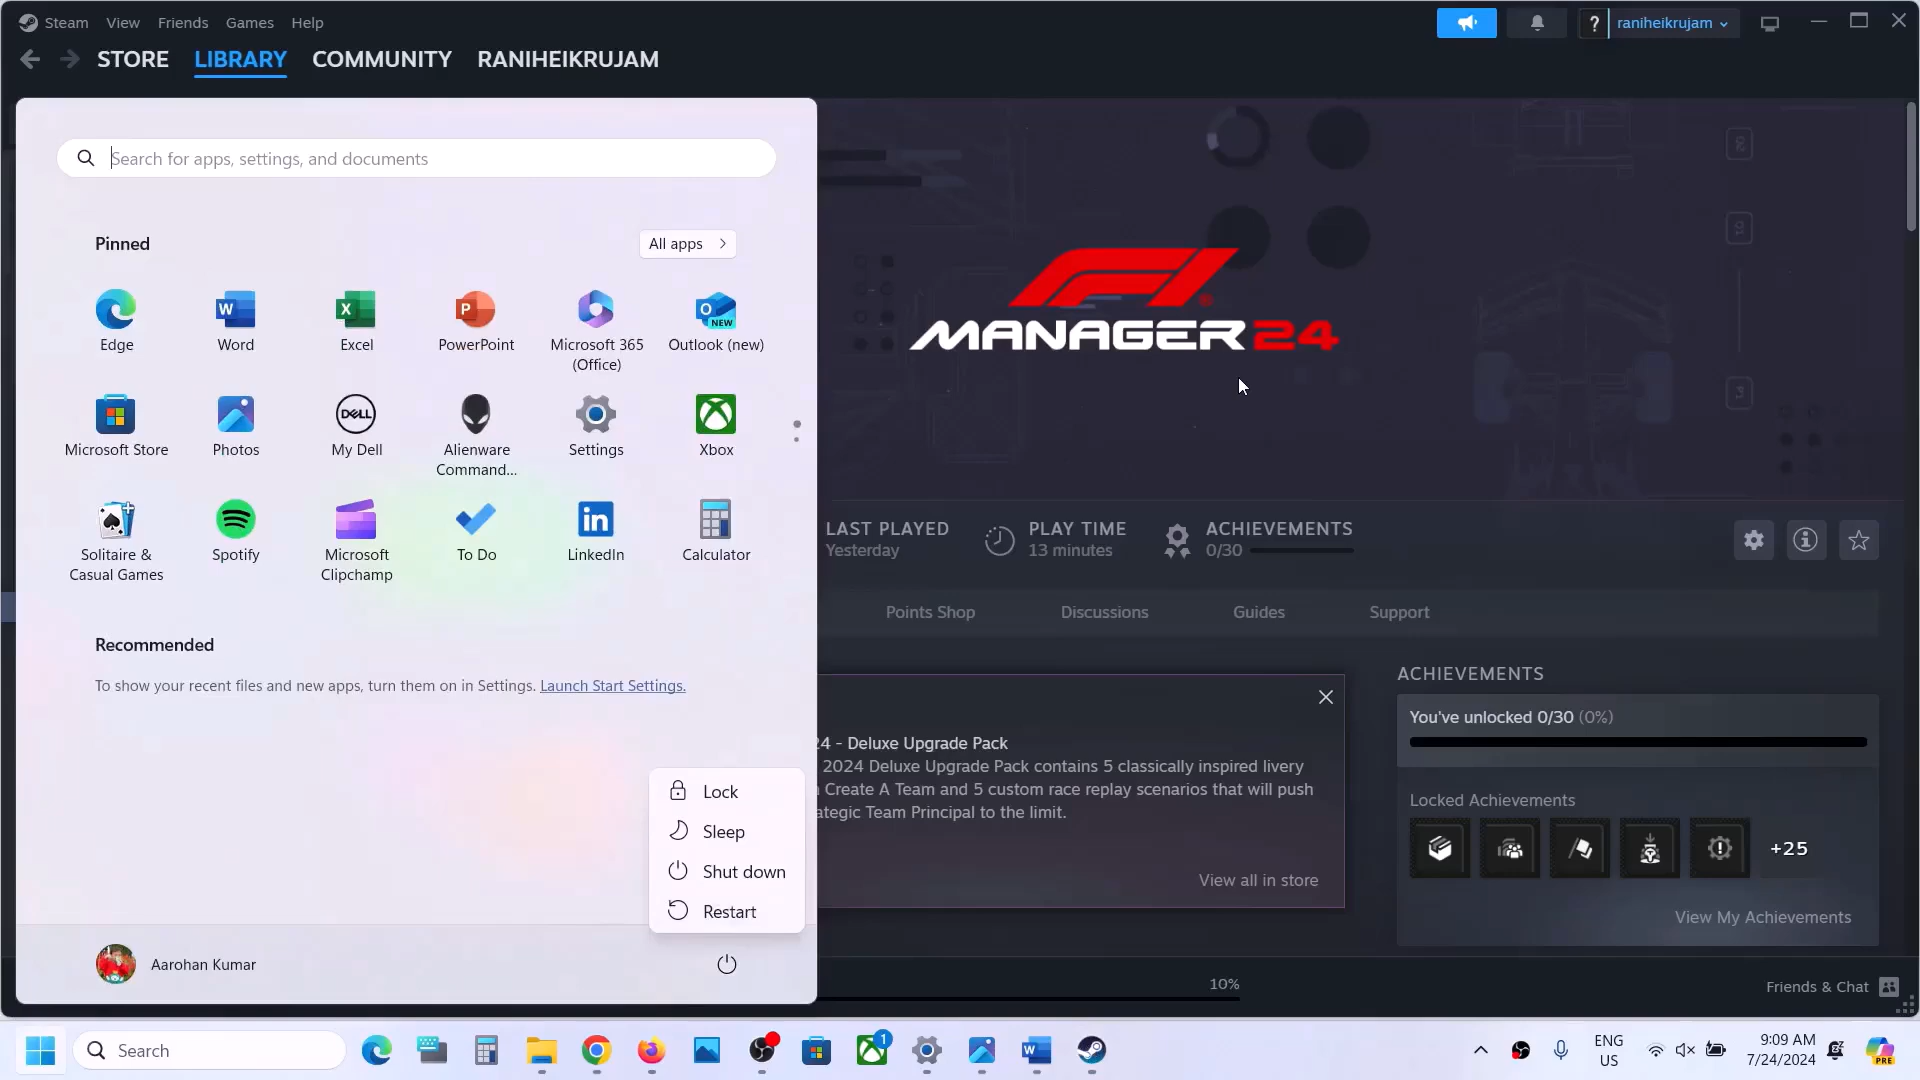 Steam View Friends Games Help
? raniheikrujam
STORE LIBRARY COMMUNITY RANIHEIKRUJAM
Search for apps, settings, and documents
Pinned
All apps
Edge Word Excel PowerPoint Microsoft 365 (Office) Outlook (new)
Microsoft Store Photos My Dell Alienware Command... Settings Xbox
Solitaire & Casual Games Spotify Microsoft Clipchamp To Do LinkedIn Calculator
Recommended
To show your recent files and new apps, turn them on in Settings. Launch Start Settings.
Lock
Sleep
Shut down
Restart
Aarohan Kumar
MANAGER 24
LAST PLAYED
Yesterday
PLAY TIME
13 minutes
ACHIEVEMENTS
0/30
Points Shop Discussions Guides Support
24 - Deluxe Upgrade Pack
2024 Deluxe Upgrade Pack contains 5 classically inspired livery
Create A Team and 5 custom race replay scenarios that will push
ategic Team Principal to the limit.
View all in store
ACHIEVEMENTS
You've unlocked 0/30 (0%)
Locked Achievements
+25
View My Achievements
10%
Friends & Chat
Search
1
ENG
US
9:09 AM
7/24/2024
PRE